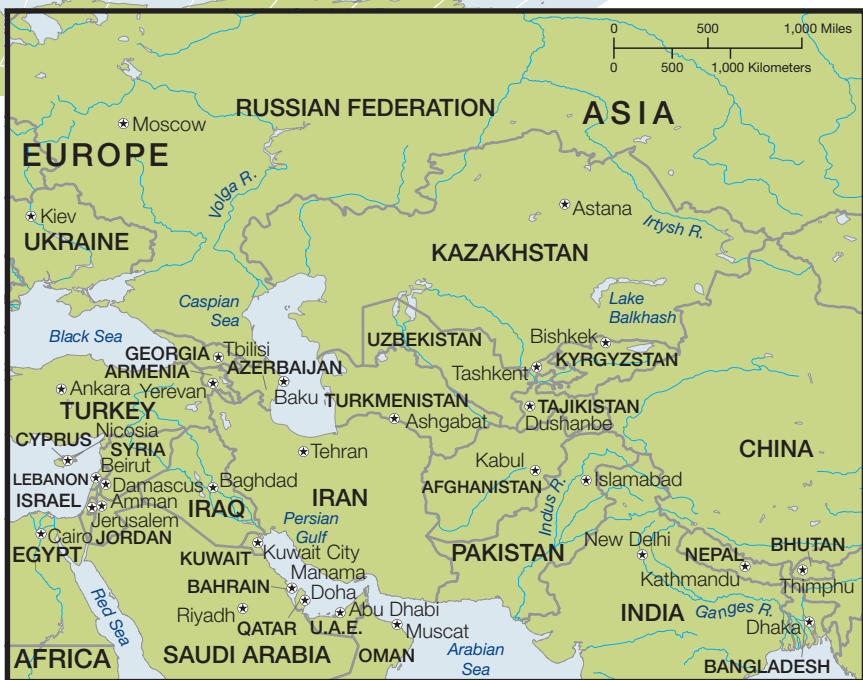 0 500 1,000 Miles
0 500 1,000 Kilometers
RUSSIAN FEDERATION
ASIA
Moscow
EUROPE
Volga R.
Astana
Kiev
Irtysh R.
UKRAINE
KAZAKHSTAN
Caspian
Sea
Lake
Balkhash
Black Sea
UZBEKISTAN
Bishkek
GEORGIA
Tbilisi
KYRGYZSTAN
ARMENIA
AZERBAIJAN
Tashkent
Ankara
Yerevan
Baku
TURKMENISTAN
TAJIKISTAN
TURKEY
Ashgabat
Dushanbe
Nicosia
CYPRUS
SYRIA
Tehran
CHINA
Beirut
Kabul
LEBANON
Damascus
Baghdad
AFGHANISTAN
Islamabad
ISRAEL
Amman
IRAQ
IRAN
Indus R.
Jerusalem
Persian
Gulf
Cairo
JORDAN
EGYPT
KUWAIT
Kuwait City
PAKISTAN
New Delhi
NEPAL
BHUTAN
Manama
BAHRAIN
Kathmandu
Thimphu
Doha
Red Sea
Riyadh
Abu Dhabi
INDIA
Ganges R.
QATAR
U.A.E.
Muscat
Dhaka
AFRICA
SAUDI ARABIA
OMAN
Arabian
Sea
BANGLADESH